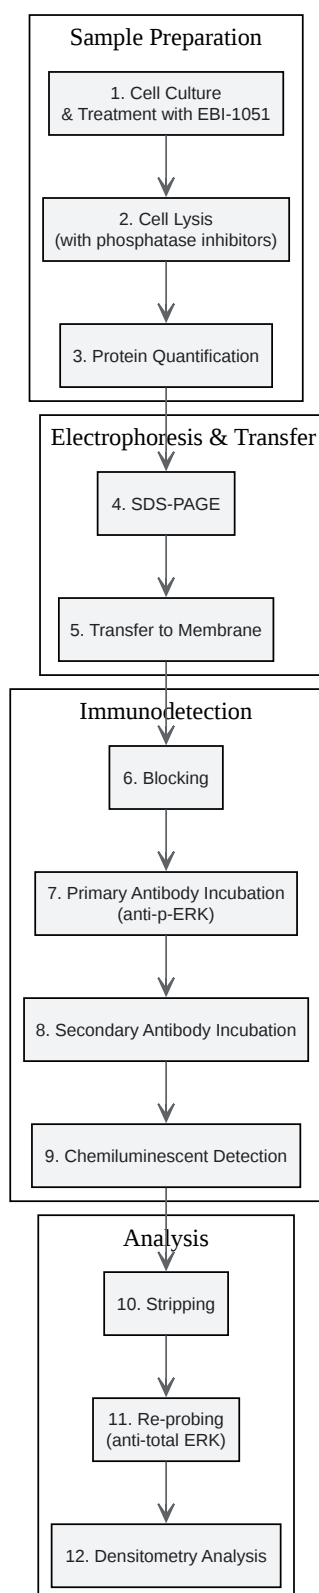 Sample Preparation
1. Cell Culture
& Treatment with EBI-1051
2. Cell Lysis
(with phosphatase inhibitors)
3. Protein Quantification
Electrophoresis & Transfer
4. SDS-PAGE
5. Transfer to Membrane
Immunodetection
6. Blocking
7. Primary Antibody Incubation
(anti-p-ERK)
8. Secondary Antibody Incubation
9. Chemiluminescent Detection
Analysis
10. Stripping
11. Re-probing
(anti-total ERK)
12. Densitometry Analysis